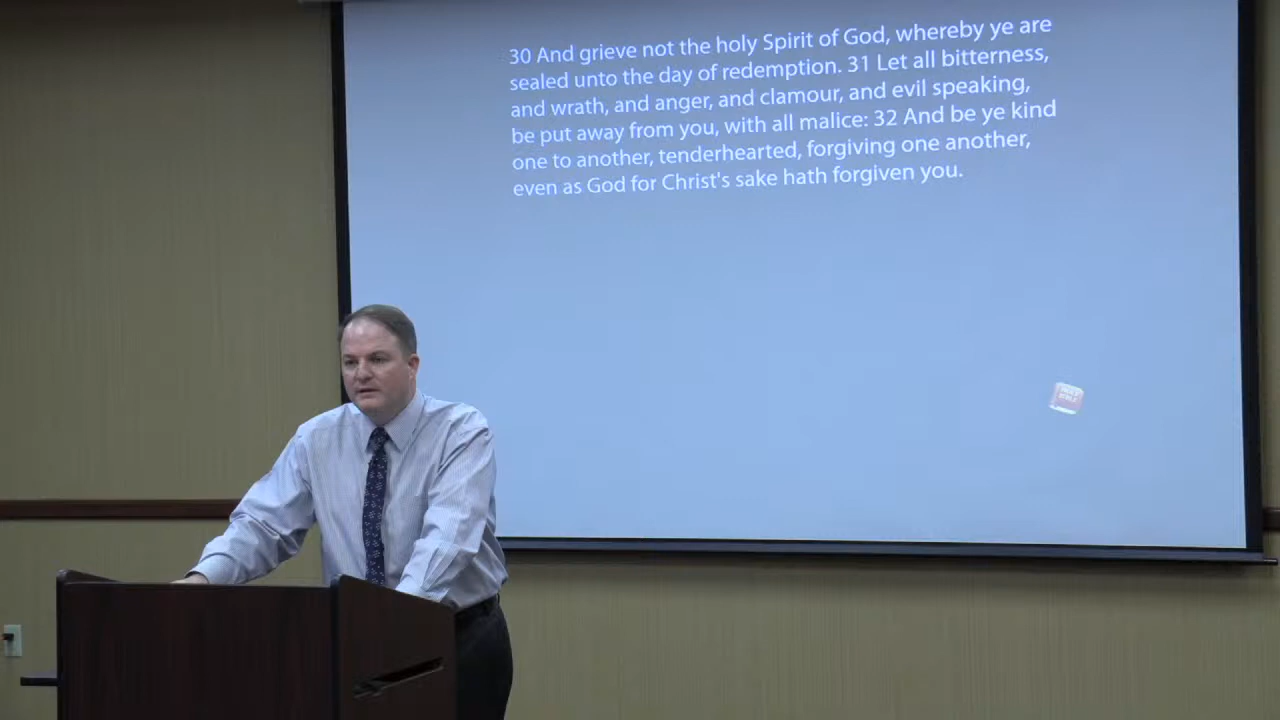 30 And grieve not the holy Spirit of God, whereby ye are
sealed unto the day of redemption. 31 Let all bitterness,
and wrath, and anger, and clamour, and evil speaking,
be put away from you, with all malice: 32 And be ye kind
one to another, tenderhearted, forgiving one another,
even as God for Christ's sake hath forgiven you.
HOLY
BIBLE